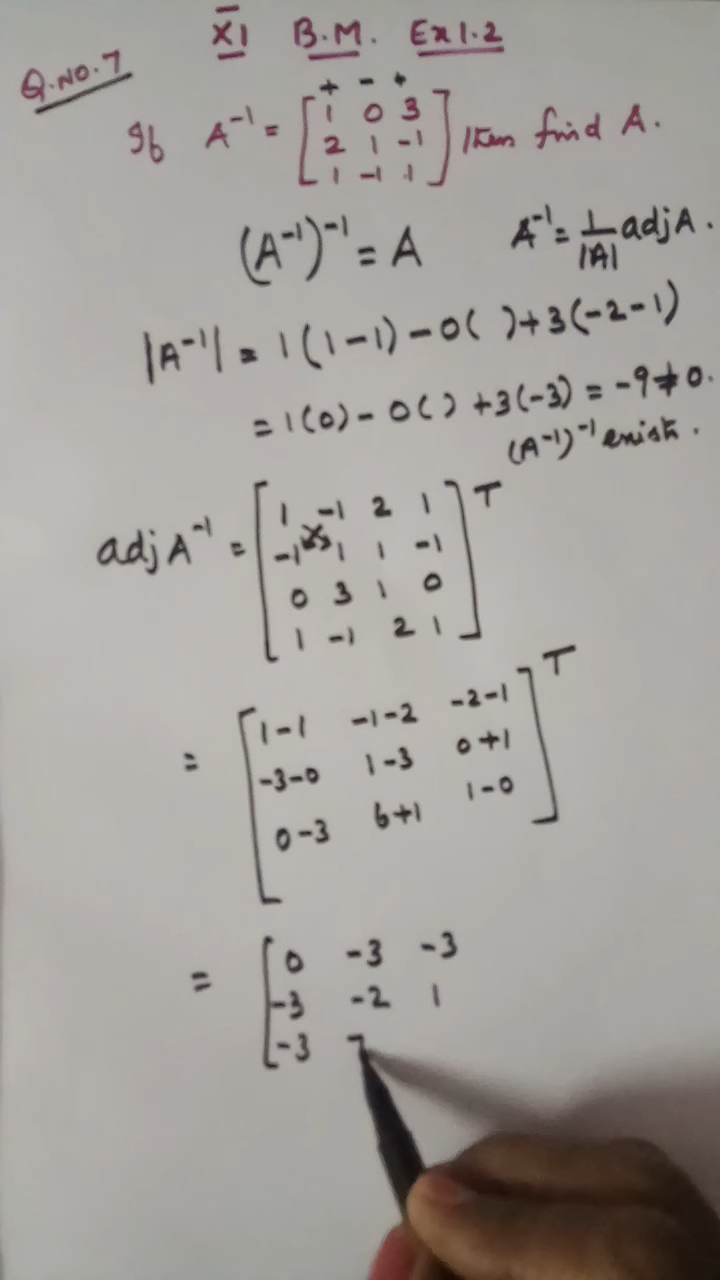 XI B.M. Ex 1.2
Q.NO.7
+ - +
If A⁻¹ = [1 0 3
2 1 -1
1 -1 1] then find A.
(A⁻¹)⁻¹ = A A⁻¹ = 1/|A| adj A.
|A⁻¹| = 1(1-1) - 0( ) + 3(-2-1)
= 1(0) - 0( ) + 3(-3) = -9 ≠ 0.
(A⁻¹)⁻¹ exists.
adj A⁻¹ = [1 -1 2 1
-1 1 1 -1
0 3 1 0
1 -1 2 1]ᵀ
= [1-1 -1-2 -2-1
-3-0 1-3 0+1
0-3 6+1 1-0]ᵀ
= [0 -3 -3
-3 -2 1
-3 7